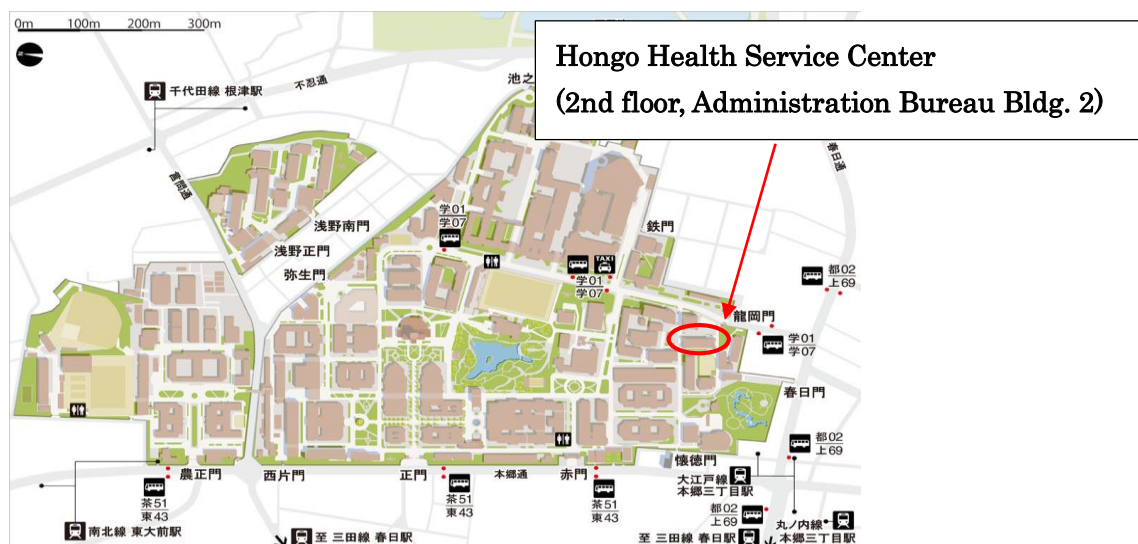 0m 100m 200m 300m
Hongo Health Service Center
(2nd floor, Administration Bureau Bldg. 2)
千代田線 根津駅
不忍通
池之
春日通
言問通
学01
学07
浅野南門
浅野正門
弥生門
鉄門
TAXI
学01
学07
都02
上69
龍岡門
学01
学07
春日門
都02
上69
懐徳門
大江戸線
本郷三丁目駅
農正門
西片門
正門
本郷通
赤門
茶51
東43
茶51
東43
茶51
東43
都02
上69
丸ノ内線
本郷三丁目駅
南北線 東大前駅
至 三田線 春日駅
至 三田線 春日駅